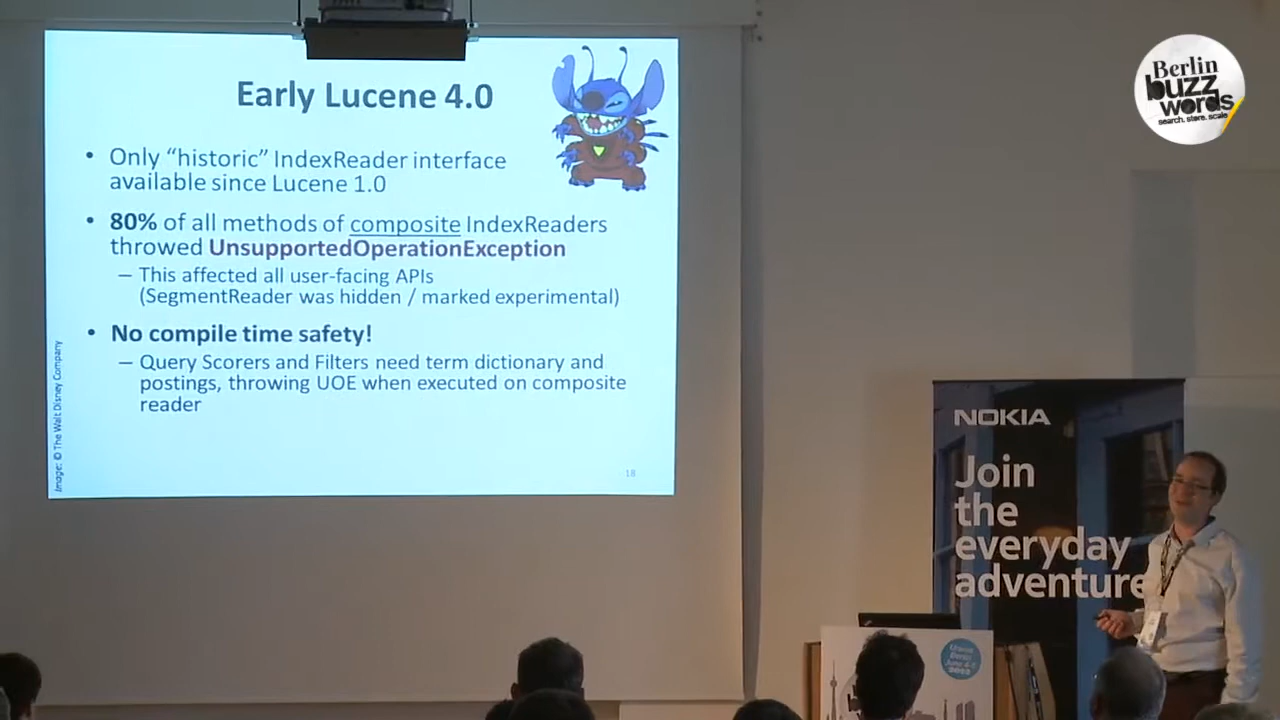 Early Lucene 4.0
• Only “historic” IndexReader interface
available since Lucene 1.0
• 80% of all methods of composite IndexReaders
throwed UnsupportedOperationException
– This affected all user-facing APIs
(SegmentReader was hidden / marked experimental)
• No compile time safety!
– Query Scorers and Filters need term dictionary and
postings, throwing UOE when executed on composite
reader
Image: © The Walt Disney Company
18
Berlin
buzz
words
search. store. scale
NOKIA
Join
the
everyday
adventure
Berlin